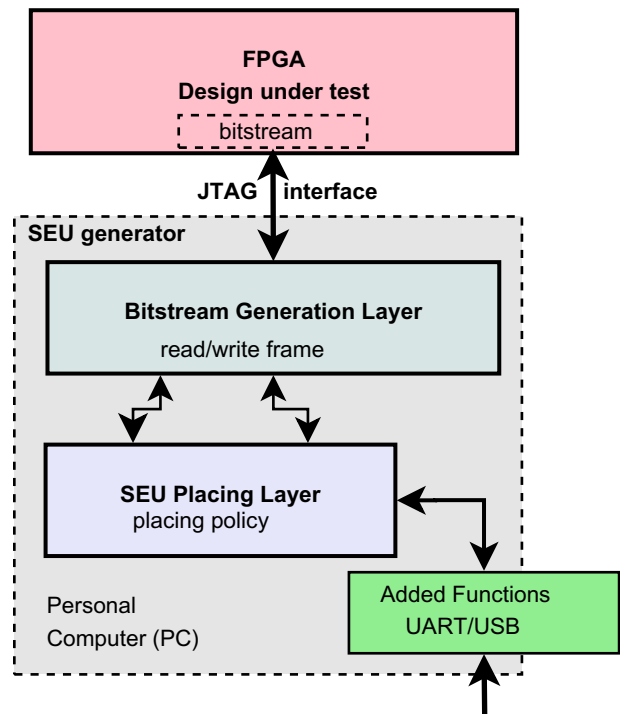 FPGA
Design under test
bitstream
JTAG interface
SEU generator
Bitstream Generation Layer
read/write frame
SEU Placing Layer
placing policy
Added Functions
UART/USB
Personal
Computer (PC)